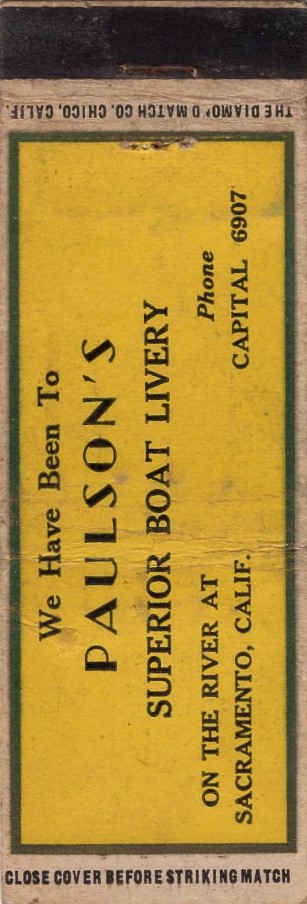 THE DIAMOND MATCH CO. CHICO, CALIF.
We Have Been To
PAULSON'S
SUPERIOR BOAT LIVERY
ON THE RIVER AT
SACRAMENTO, CALIF.
Phone
CAPITAL 6907
CLOSE COVER BEFORE STRIKING MATCH